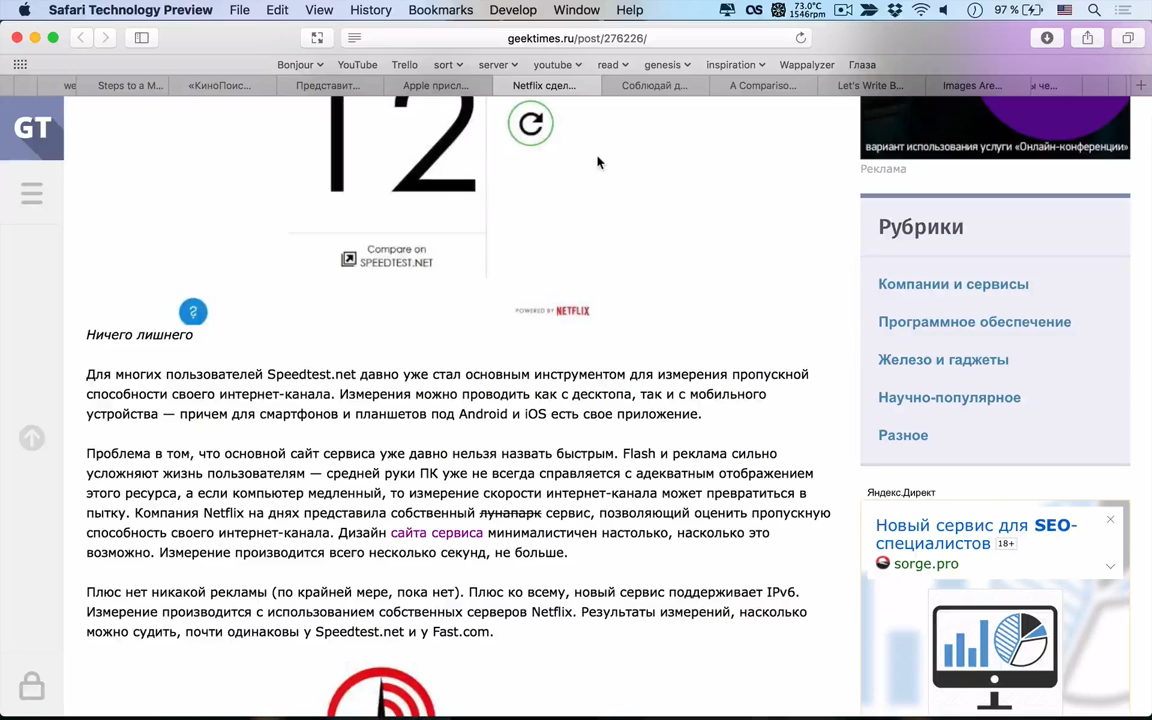 Safari Technology Preview File Edit View History Bookmarks Develop Window Help
73.0°C
1546rpm
97 %
geektimes.ru/post/276226/
Bonjour YouTube Trello sort server youtube read genesis inspiration Wappalyzer Глаза
we Steps to a M... «КиноПоис... Представит... Apple присл... Netflix сдел... Соблюдай д... A Compariso... Let's Write B... Images Are... ы че...
GT
12
Compare on
SPEEDTEST.NET
?
POWERED BY NETFLIX
Ничего лишнего
Для многих пользователей Speedtest.net давно уже стал основным инструментом для измерения пропускной
способности своего интернет-канала. Измерения можно проводить как с десктопа, так и с мобильного
устройства — причем для смартфонов и планшетов под Android и iOS есть свое приложение.
Проблема в том, что основной сайт сервиса уже давно нельзя назвать быстрым. Flash и реклама сильно
усложняют жизнь пользователям — средней руки ПК уже не всегда справляется с адекватным отображением
этого ресурса, а если компьютер медленный, то измерение скорости интернет-канала может превратиться в
пытку. Компания Netflix на днях представила собственный лунапарк сервис, позволяющий оценить пропускную
способность своего интернет-канала. Дизайн сайта сервиса минималистичен настолько, насколько это
возможно. Измерение производится всего несколько секунд, не больше.
Плюс нет никакой рекламы (по крайней мере, пока нет). Плюс ко всему, новый сервис поддерживает IPv6.
Измерение производится с использованием собственных серверов Netflix. Результаты измерений, насколько
можно судить, почти одинаковы у Speedtest.net и у Fast.com.
вариант использования услуги «Онлайн-конференции»
Реклама
Рубрики
Компании и сервисы
Программное обеспечение
Железо и гаджеты
Научно-популярное
Разное
Яндекс.Директ
Новый сервис для SEO-
специалистов 18+
sorge.pro